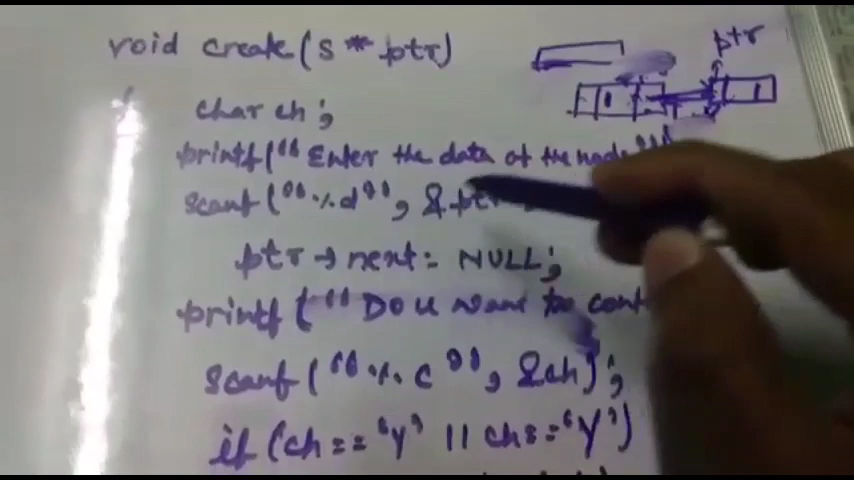 void create(S * ptr)
ptr
{
char ch;
printf(“Enter the data of the node”
scanf(“%d”, &ptr
ptr→next = NULL;
printf(“Do u want to cont
scanf(“%c”, &ch);
if(ch=='y' || ch=='Y')